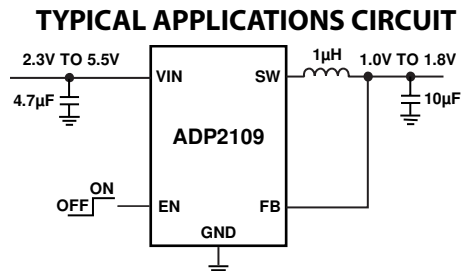 TYPICAL APPLICATIONS CIRCUIT
2.3V TO 5.5V
1μH
1.0V TO 1.8V
VIN
SW
4.7μF
10μF
ADP2109
ON
OFF
EN
FB
GND